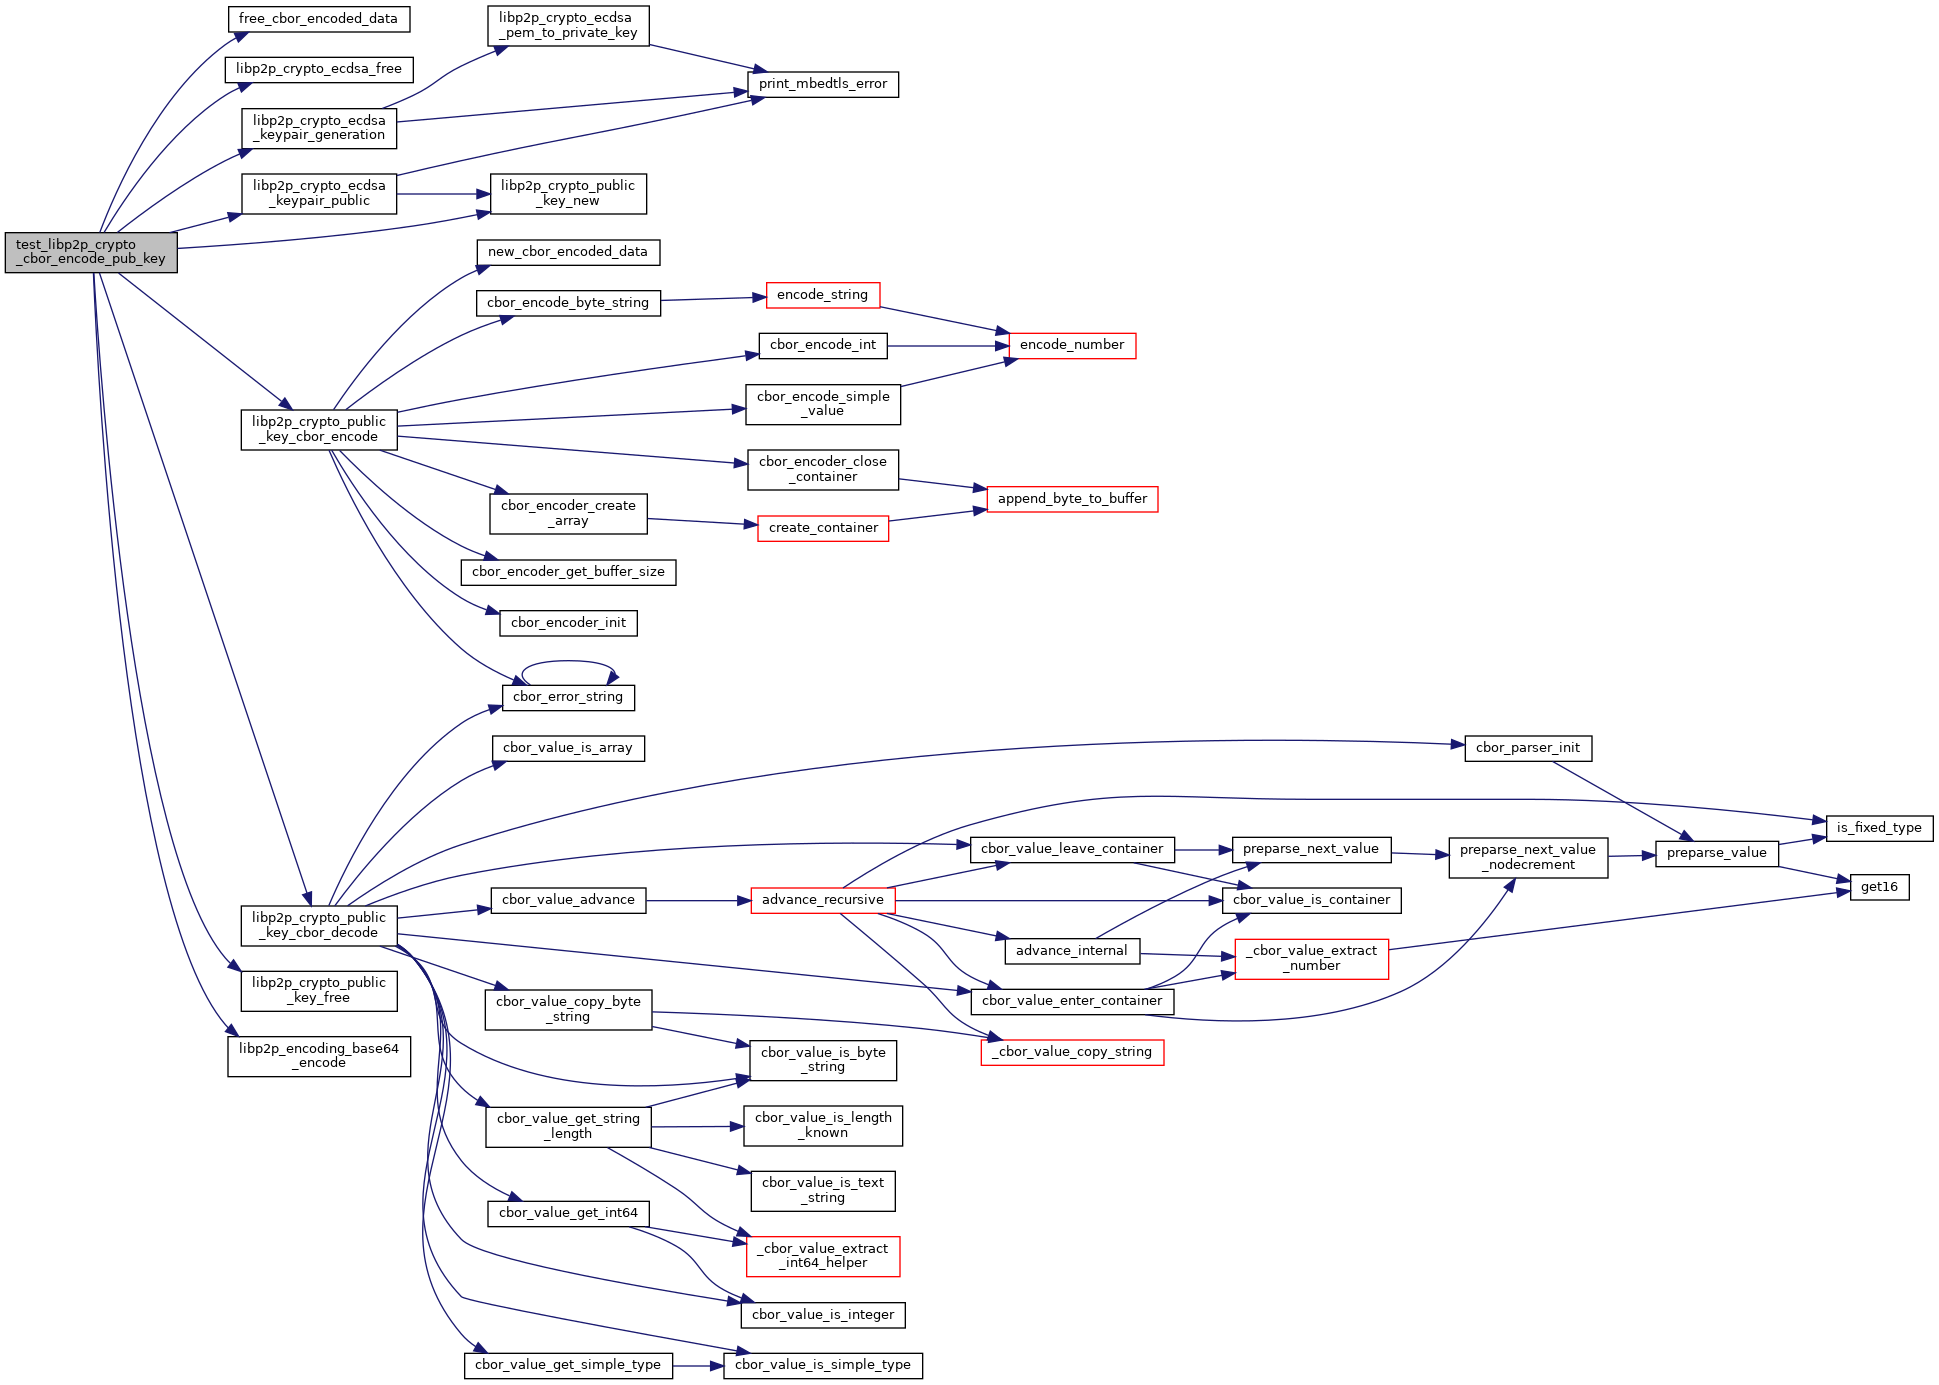 free_cbor_encoded_data
libp2p_crypto_ecdsa_free
libp2p_crypto_ecdsa
_keypair_generation
libp2p_crypto_ecdsa
_keypair_public
test_libp2p_crypto
_cbor_encode_pub_key
libp2p_crypto_public
_key_cbor_encode
libp2p_crypto_public
_key_cbor_decode
libp2p_crypto_public
_key_free
libp2p_encoding_base64
_encode
libp2p_crypto_ecdsa
_pem_to_private_key
libp2p_crypto_public
_key_new
new_cbor_encoded_data
cbor_encode_byte_string
cbor_encoder_create
_array
cbor_encoder_get_buffer_size
cbor_encoder_init
cbor_error_string
cbor_value_is_array
cbor_value_advance
cbor_value_copy_byte
_string
cbor_value_get_string
_length
cbor_value_get_int64
cbor_value_get_simple_type
print_mbedtls_error
encode_string
cbor_encode_int
cbor_encode_simple
_value
cbor_encoder_close
_container
create_container
advance_recursive
cbor_value_is_byte
_string
cbor_value_is_length
_known
cbor_value_is_text
_string
_cbor_value_extract
_int64_helper
cbor_value_is_integer
cbor_value_is_simple_type
encode_number
append_byte_to_buffer
cbor_value_leave_container
advance_internal
cbor_value_enter_container
_cbor_value_copy_string
preparse_next_value
cbor_value_is_container
_cbor_value_extract
_number
cbor_parser_init
preparse_next_value
_nodecrement
preparse_value
is_fixed_type
get16